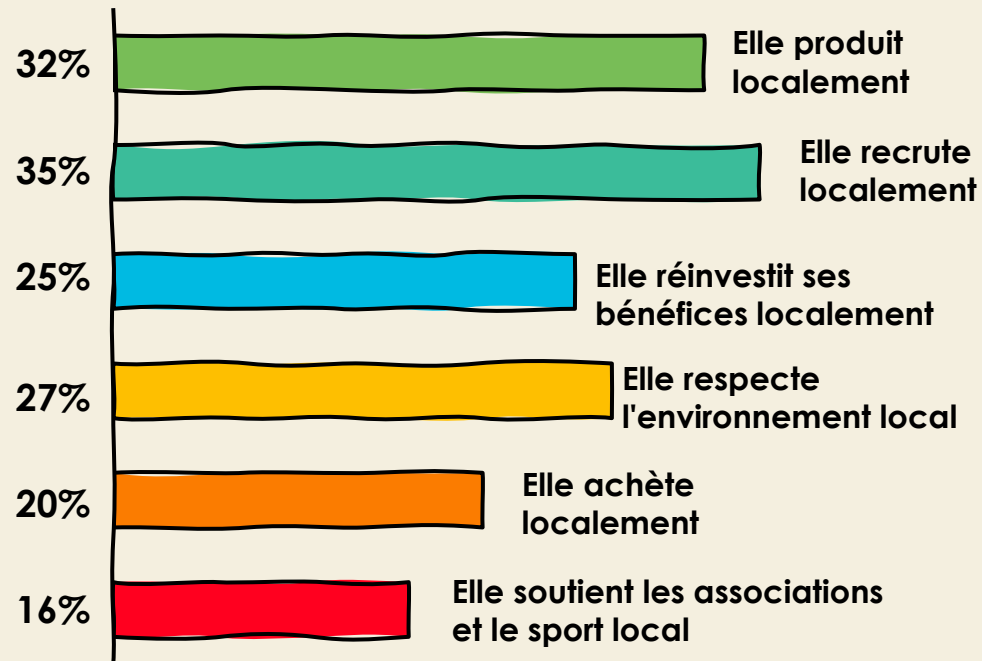 32%
Elle produit
localement
35%
Elle recrute
localement
25%
Elle réinvestit ses
bénéfices localement
27%
Elle respecte
l'environnement local
20%
Elle achète
localement
16%
Elle soutient les associations
et le sport local